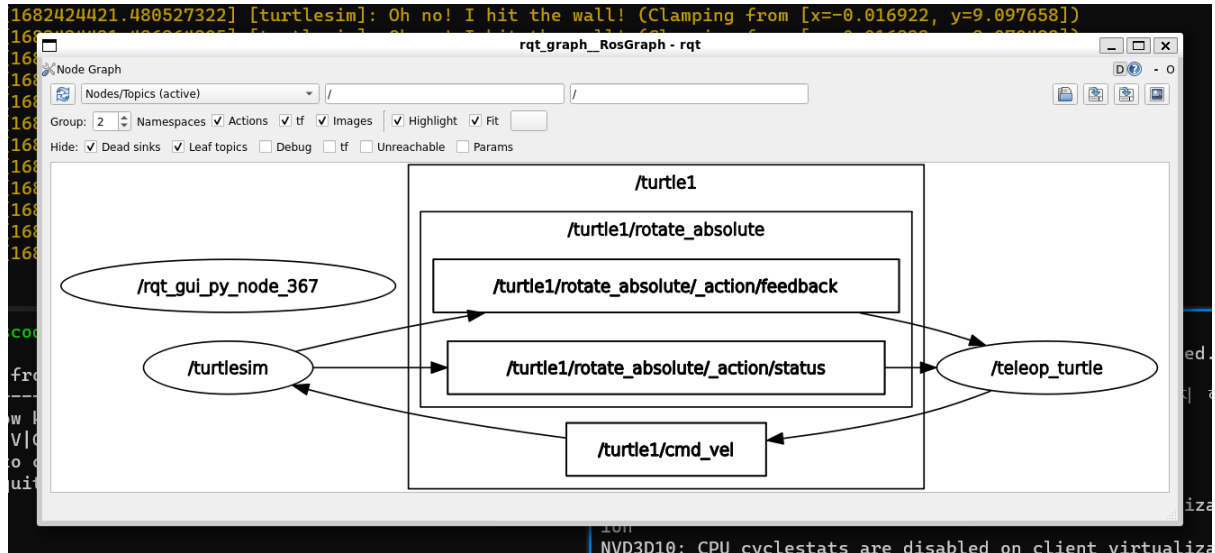 [1682424421.480527322] [turtlesim]: Oh no! I hit the wall! (Clamping from [x=-0.016922, y=9.097658])
rqt_graph__RosGraph - rqt
Node Graph
D
- O
Nodes/Topics (active)
/
/
Group: 2 Namespaces Actions tf Images Highlight Fit
Hide: Dead sinks Leaf topics Debug tf Unreachable Params
/turtle1
/turtle1/rotate_absolute
/rqt_gui_py_node_367
/turtle1/rotate_absolute/_action/feedback
/turtlesim
/turtle1/rotate_absolute/_action/status
/teleop_turtle
/turtle1/cmd_vel
ed.
NVD3D10: CPU cyclestats are disabled on client virtualiza